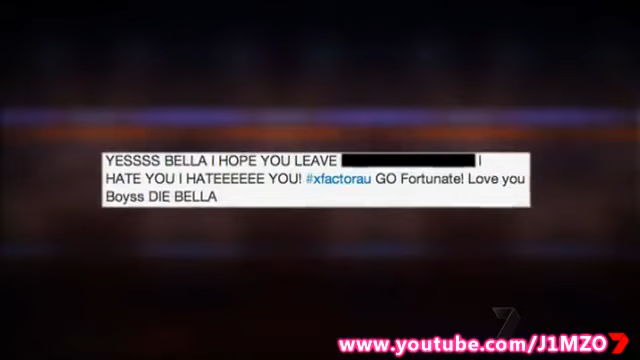 YESSSS BELLA I HOPE YOU LEAVE I
HATE YOU I HATEEEEEE YOU! #xfactorau GO Fortunate! Love you
Boyss DIE BELLA
www.youtube.com/J1MZO